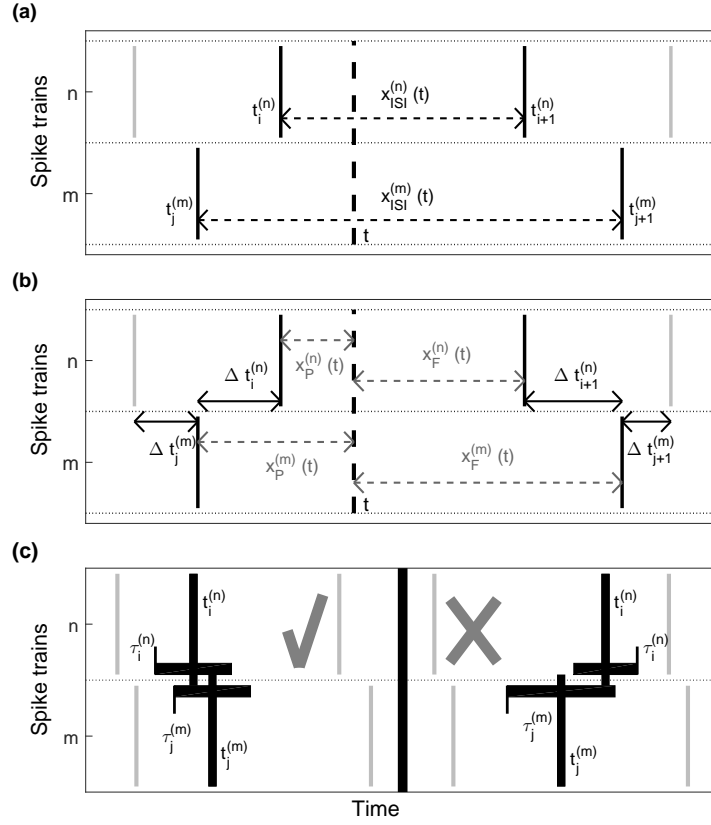 (a)
Spike trains
n
m
t_i^(n)
x_ISI^(n) (t)
t_{i+1}^(n)
t_j^(m)
x_ISI^(m) (t)
t_{j+1}^(m)
t
(b)
Spike trains
n
m
x_P^(n) (t)
x_F^(n) (t)
Δ t_i^(n)
Δ t_{i+1}^(n)
Δ t_j^(m)
x_P^(m) (t)
x_F^(m) (t)
Δ t_{j+1}^(m)
t
(c)
Spike trains
n
m
t_i^(n)
t_i^(n)
τ_i^(n)
τ_i^(n)
τ_j^(m)
t_j^(m)
τ_j^(m)
t_j^(m)
Time